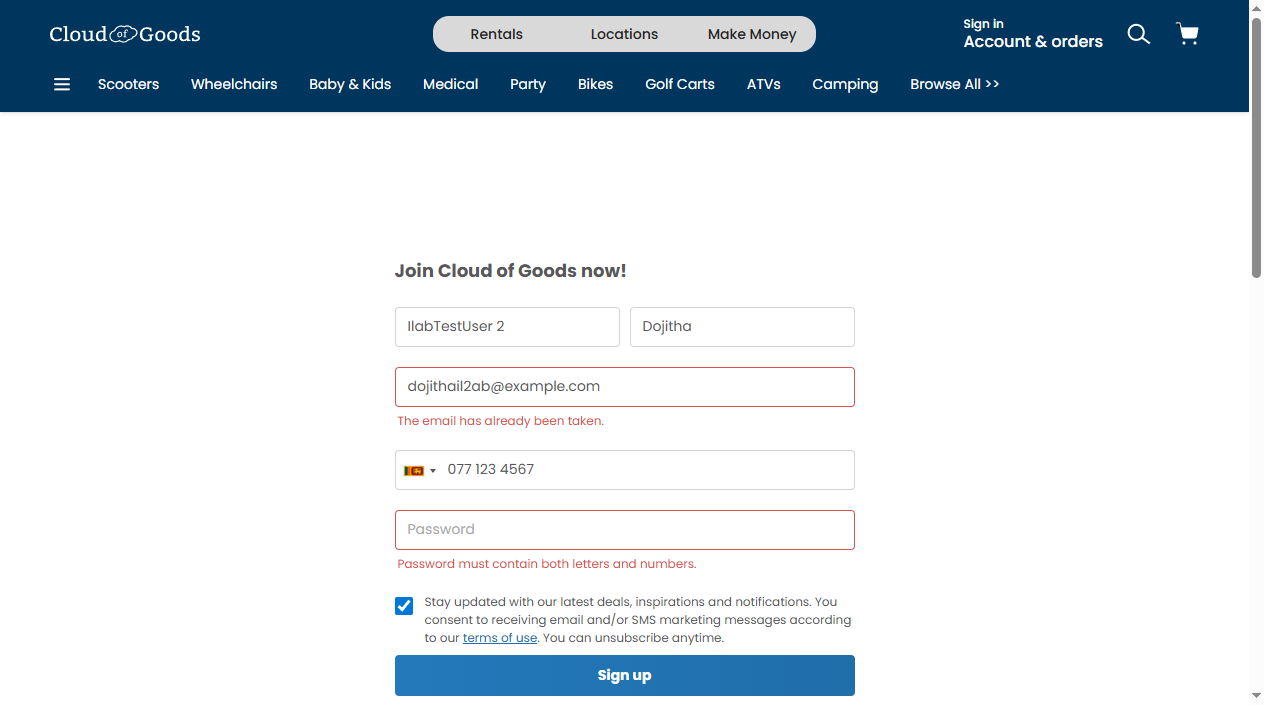 Cloud of Goods
Rentals
Locations
Make Money
Sign in
Account & orders
Scooters
Wheelchairs
Baby & Kids
Medical
Party
Bikes
Golf Carts
ATVs
Camping
Browse All >>
Join Cloud of Goods now!
IlabTestUser 2
Dojitha
dojithail2ab@example.com
The email has already been taken.
077 123 4567
Password
Password must contain both letters and numbers.
Stay updated with our latest deals, inspirations and notifications. You
consent to receiving email and/or SMS marketing messages according
to our terms of use. You can unsubscribe anytime.
Sign up